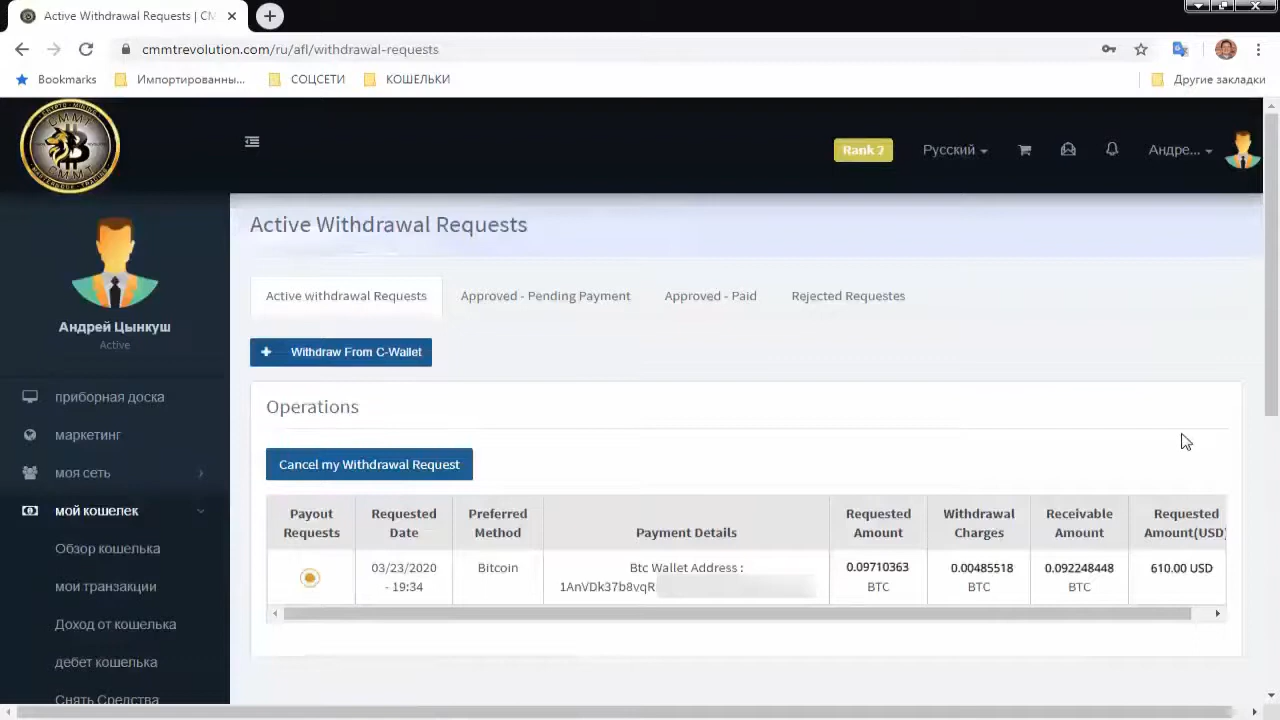 Active Withdrawal Requests | CM
cmmtrevolution.com/ru/afl/withdrawal-requests
Bookmarks
Импортированны...
СОЦСЕТИ
КОШЕЛЬКИ
Другие закладки
CMMT
B
CMMT
Rank 7
Русский
Андре...
Андрей Цынкуш
Active
приборная доска
маркетинг
моя сеть
мой кошелек
Обзор кошелька
мои транзакции
Доход от кошелька
дебет кошелька
Снять Средства
Active Withdrawal Requests
Active withdrawal Requests
Approved - Pending Payment
Approved - Paid
Rejected Requestes
Withdraw From C-Wallet
Operations
Cancel my Withdrawal Request
Payout Requests
Requested Date
Preferred Method
Payment Details
Requested Amount
Withdrawal Charges
Receivable Amount
Requested Amount(USD)
03/23/2020 - 19:34
Bitcoin
Btc Wallet Address :
1AnVDk37b8vqR
0.09710363 BTC
0.00485518 BTC
0.092248448 BTC
610.00 USD